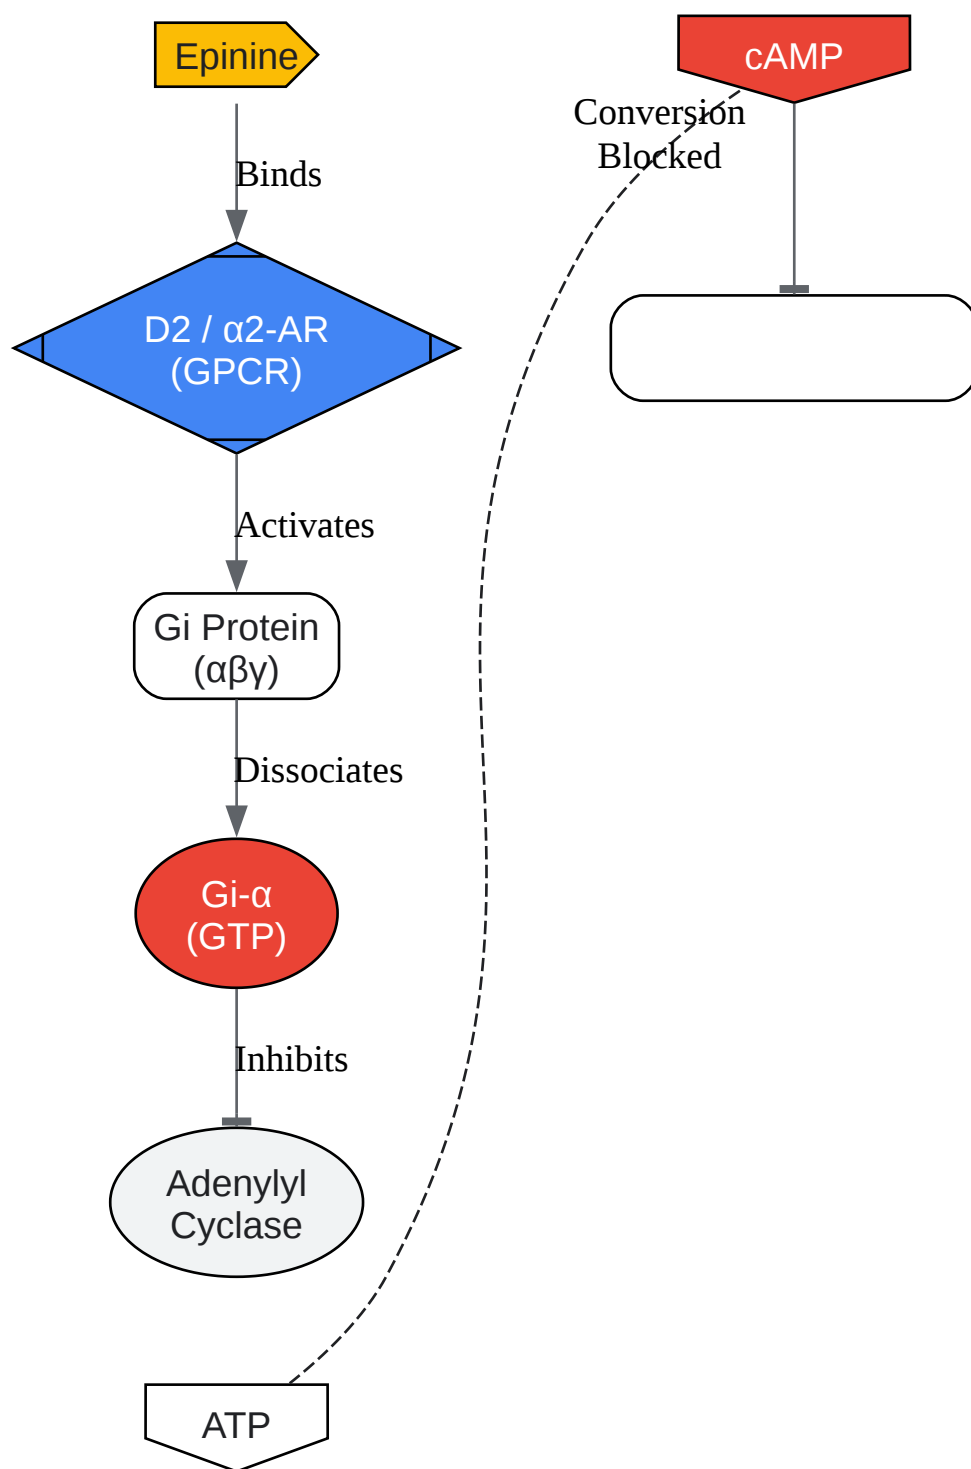 Epinine
Binds
D2 / α2-AR
(GPCR)
Activates
Gi Protein
(αβγ)
Dissociates
Gi-α
(GTP)
Inhibits
Adenylyl
Cyclase
ATP
cAMP
Conversion
Blocked